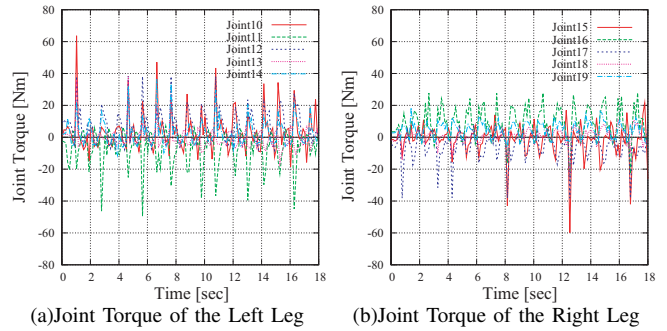 Joint Torque [Nm]
80
60
40
20
0
-20
-40
-60
-80
Joint10
Joint11
Joint12
Joint13
Joint14
0 2 4 6 8 10 12 14 16 18
Time [sec]
(a)Joint Torque of the Left Leg
Joint Torque [Nm]
80
60
40
20
0
-20
-40
-60
-80
Joint15
Joint16
Joint17
Joint18
Joint19
0 2 4 6 8 10 12 14 16 18
Time [sec]
(b)Joint Torque of the Right Leg